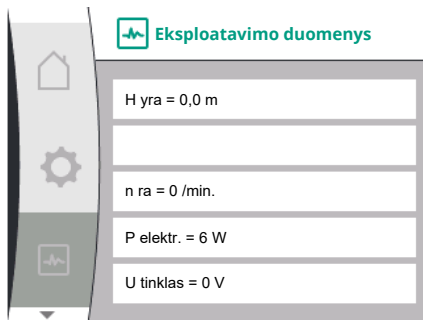 Eksploatavimo duomenys
H yra = 0,0 m
n ra = 0 /min.
P elektr. = 6 W
U tinklas = 0 V